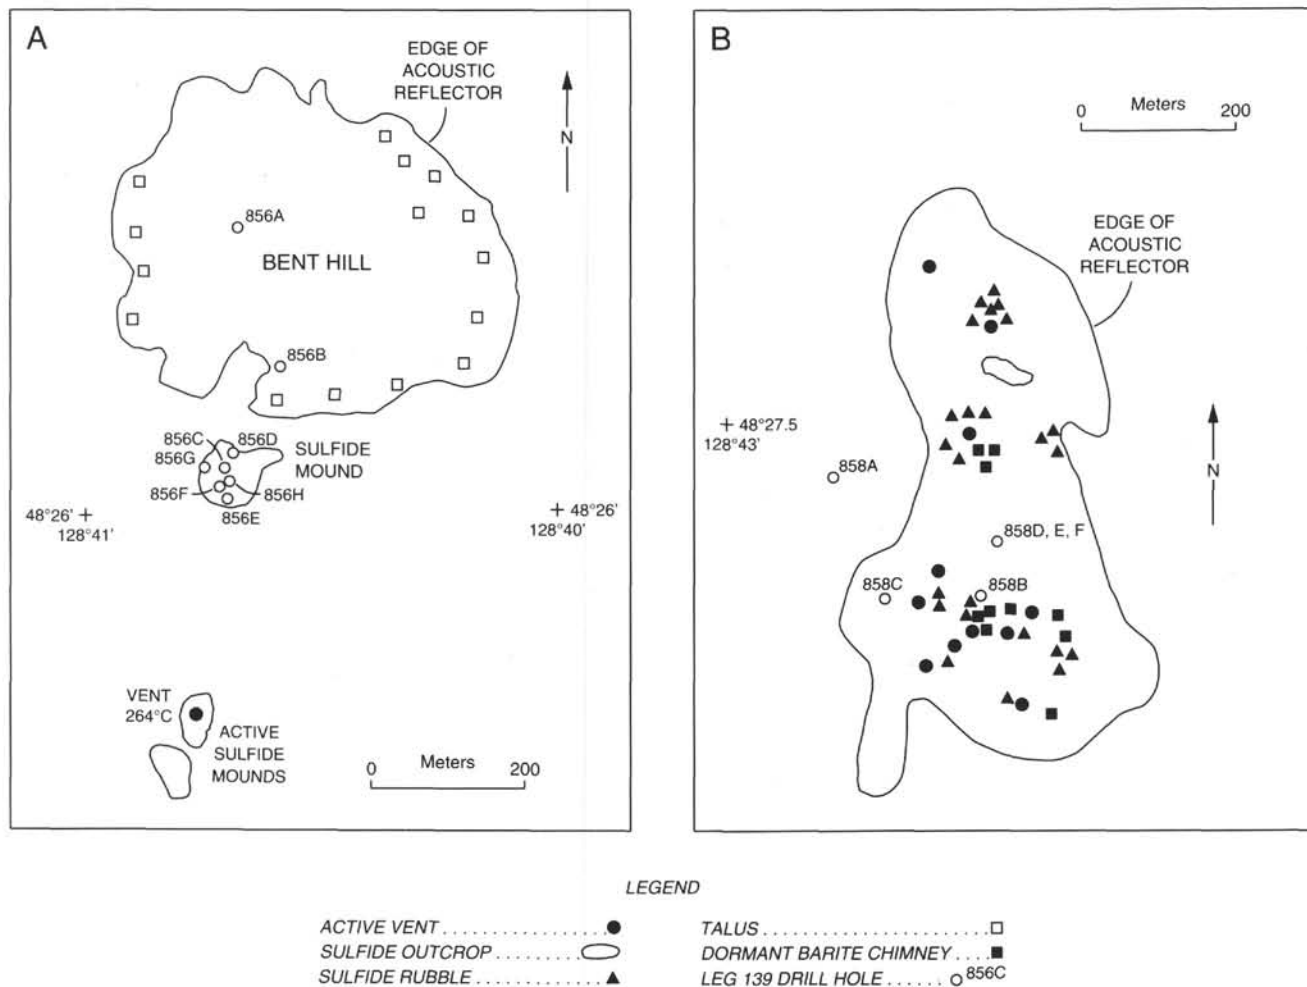 A
EDGE OF
ACOUSTIC
REFLECTOR
N
856A
BENT HILL
856B
856C
856D
SULFIDE
MOUND
856G
856F
856H
856E
48°26' +
128°41'
+ 48°26'
128°40'
VENT
264°C
ACTIVE
SULFIDE
MOUNDS
Meters
0 200
B
Meters
0 200
EDGE OF
ACOUSTIC
REFLECTOR
+ 48°27.5
128°43'
858A
N
858D, E, F
858C
858B
LEGEND
ACTIVE VENT
SULFIDE OUTCROP
SULFIDE RUBBLE
TALUS
DORMANT BARITE CHIMNEY
LEG 139 DRILL HOLE 856C